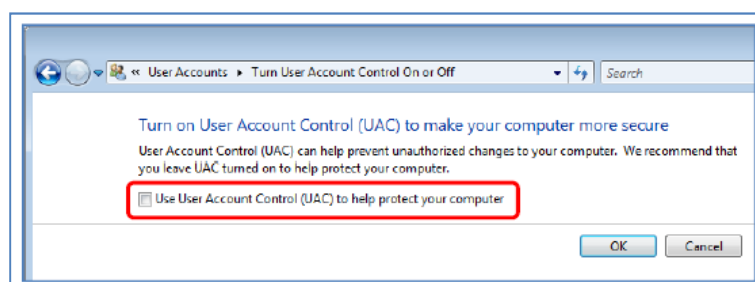 « User Accounts ▸ Turn User Account Control On or Off Search
Turn on User Account Control (UAC) to make your computer more secure
User Account Control (UAC) can help prevent unauthorized changes to your computer. We recommend that
you leave UAC turned on to help protect your computer.
Use User Account Control (UAC) to help protect your computer
OK Cancel